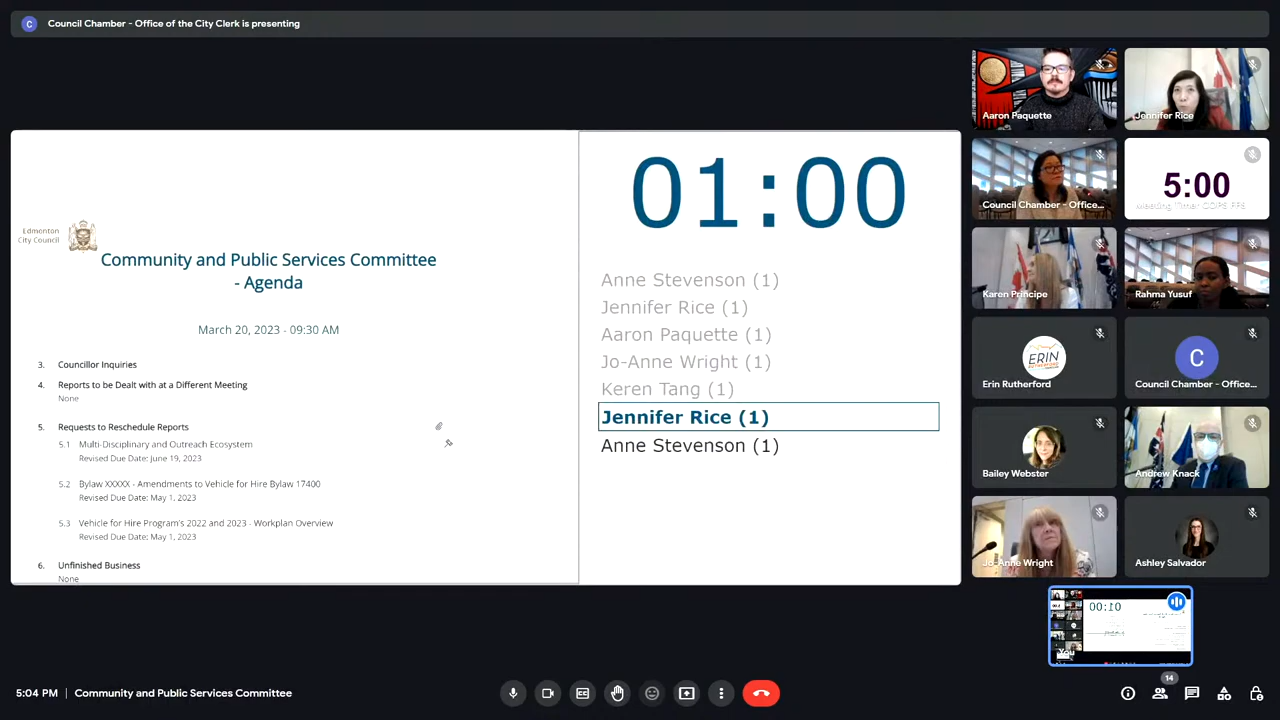 C Council Chamber - Office of the City Clerk is presenting
Edmonton
City Council
Community and Public Services Committee
- Agenda
March 20, 2023 - 09:30 AM
3. Councillor Inquiries
4. Reports to be Dealt with at a Different Meeting
None
5. Requests to Reschedule Reports
5.1 Multi-Disciplinary and Outreach Ecosystem
Revised Due Date: June 19, 2023
5.2 Bylaw XXXXX - Amendments to Vehicle for Hire Bylaw 17400
Revised Due Date: May 1, 2023
5.3 Vehicle for Hire Program's 2022 and 2023 - Workplan Overview
Revised Due Date: May 1, 2023
6. Unfinished Business
None
01:00
Anne Stevenson (1)
Jennifer Rice (1)
Aaron Paquette (1)
Jo-Anne Wright (1)
Keren Tang (1)
Jennifer Rice (1)
Anne Stevenson (1)
Aaron Paquette
Jennifer Rice
Council Chamber - Office...
5:00
Meeting Timer
Karen Principe
Rahma Yusuf
ERIN
RUTHERFORD
Erin Rutherford
C
Council Chamber - Office...
Bailey Webster
Andrew Knack
Jo-Anne Wright
Ashley Salvador
00:10
You
5:04 PM | Community and Public Services Committee
14